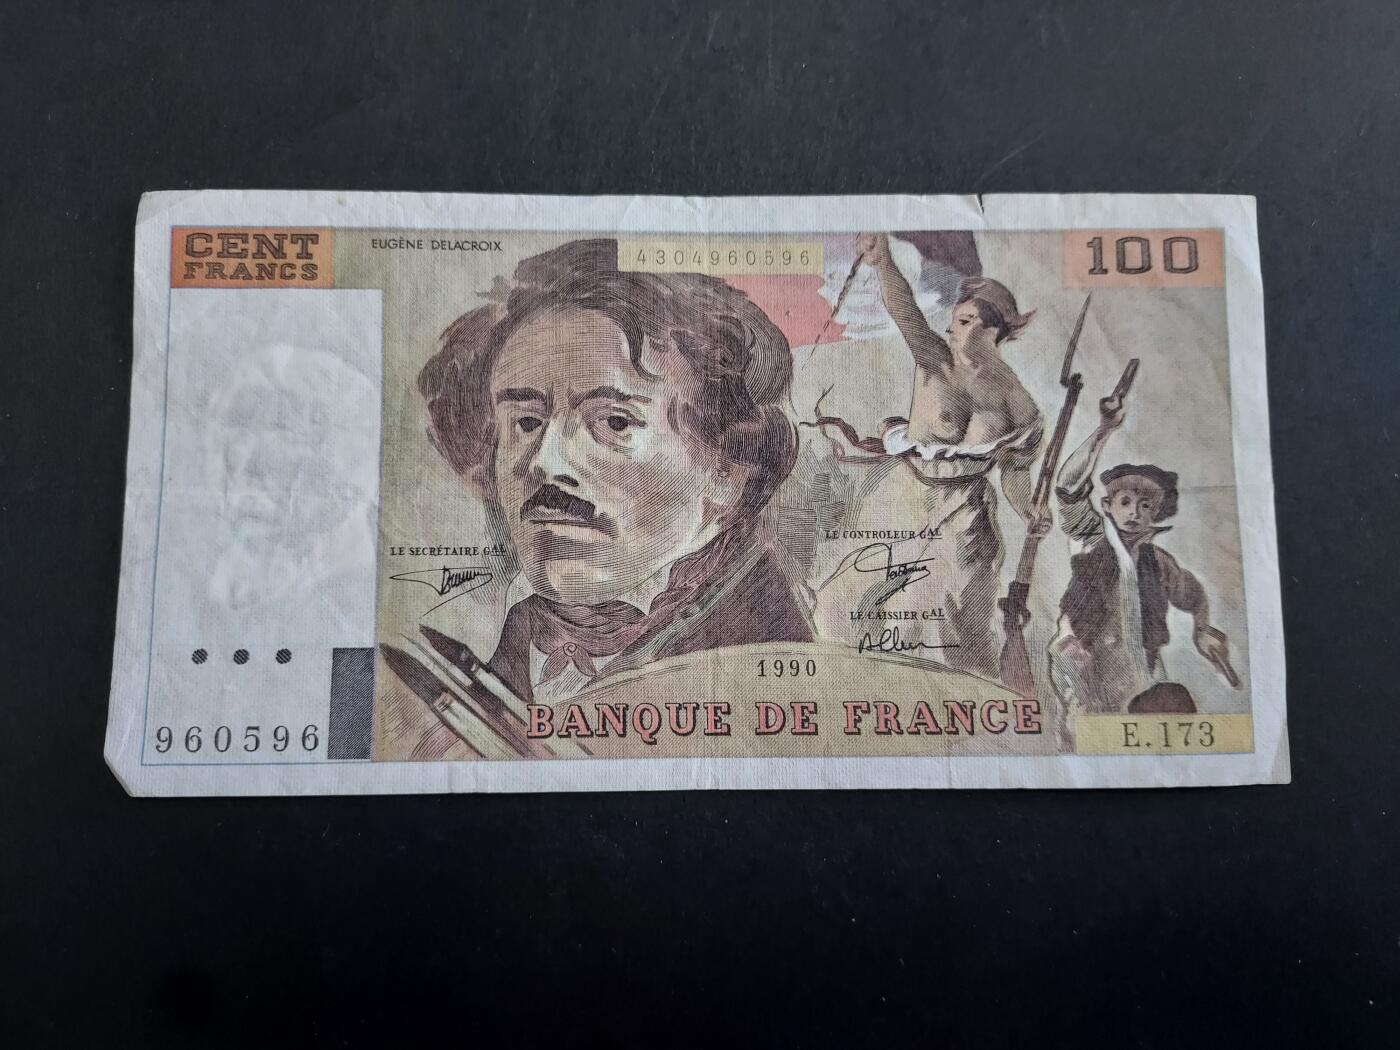 CENT
FRANCS
EUGÈNE DELACROIX
4304960596
100
LE SECRÉTAIRE GAL
LE CONTROLEUR GAL
LE CAISSIER GAL
1990
BANQUE DE FRANCE
960596
E.173